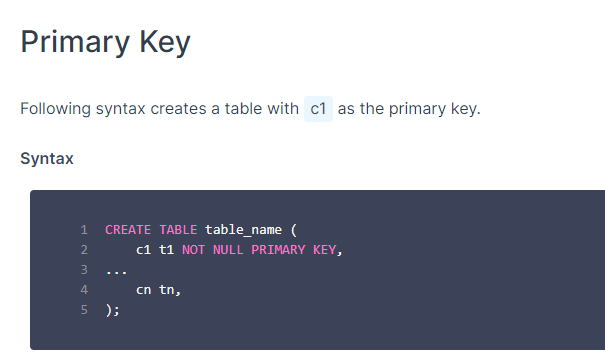 Primary Key
Following syntax creates a table with c1 as the primary key.
Syntax
1 CREATE TABLE table_name (
2     c1 t1 NOT NULL PRIMARY KEY,
3 ...
4     cn tn,
5 );